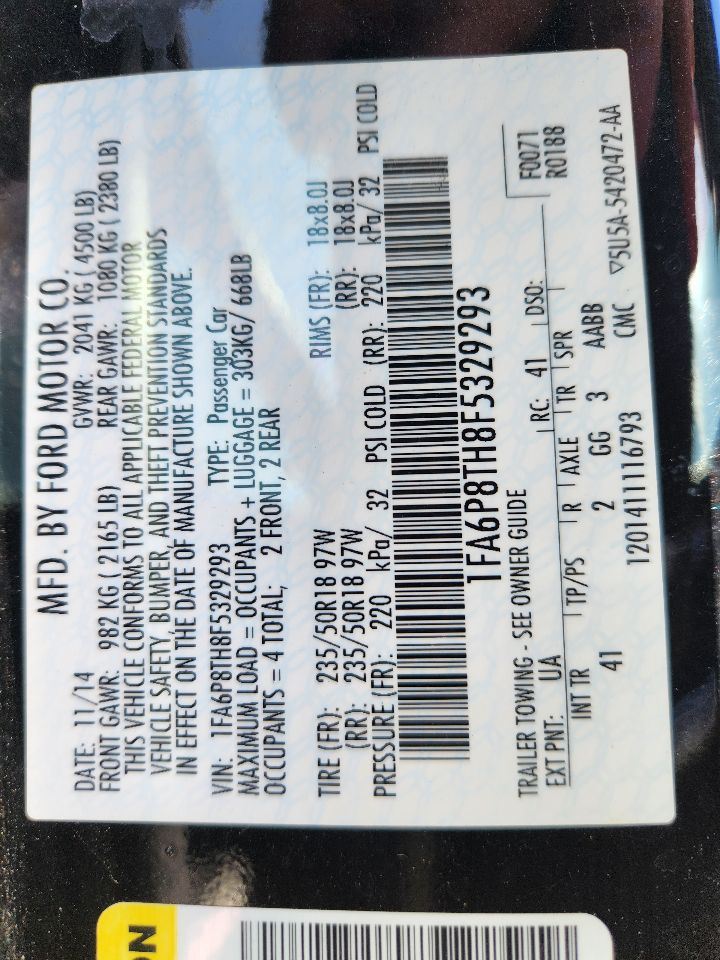 MFD. BY FORD MOTOR CO.
DATE: 11/14 GVWR: 2041 KG ( 4500 LB)
FRONT GAWR: 982 KG ( 2165 LB) REAR GAWR: 1080 KG ( 2380 LB)
THIS VEHICLE CONFORMS TO ALL APPLICABLE FEDERAL MOTOR
VEHICLE SAFETY, BUMPER, AND THEFT PREVENTION STANDARDS
IN EFFECT ON THE DATE OF MANUFACTURE SHOWN ABOVE.
VIN: 1FA6P8TH8F5329293 TYPE: Passenger Car
MAXIMUM LOAD = OCCUPANTS + LUGGAGE = 303KG/ 668LB
OCCUPANTS = 4 TOTAL; 2 FRONT, 2 REAR
TIRE (FR): 235/50R18 97W RIMS (FR): 18x8.0J
(RR): 235/50R18 97W (RR): 18x8.0J
PRESSURE (FR): 220 kPa/ 32 PSI COLD (RR): 220 kPa/ 32 PSI COLD
1FA6P8TH8F5329293
TRAILER TOWING - SEE OWNER GUIDE F0071
EXT PNT: UA RC: 41 DSO: R0188
INT TR TP/PS R AXLE TR SPR
41 2 GG 3 AABB
1201411116793 CMC ▽5U5A-5420472-AA
ON